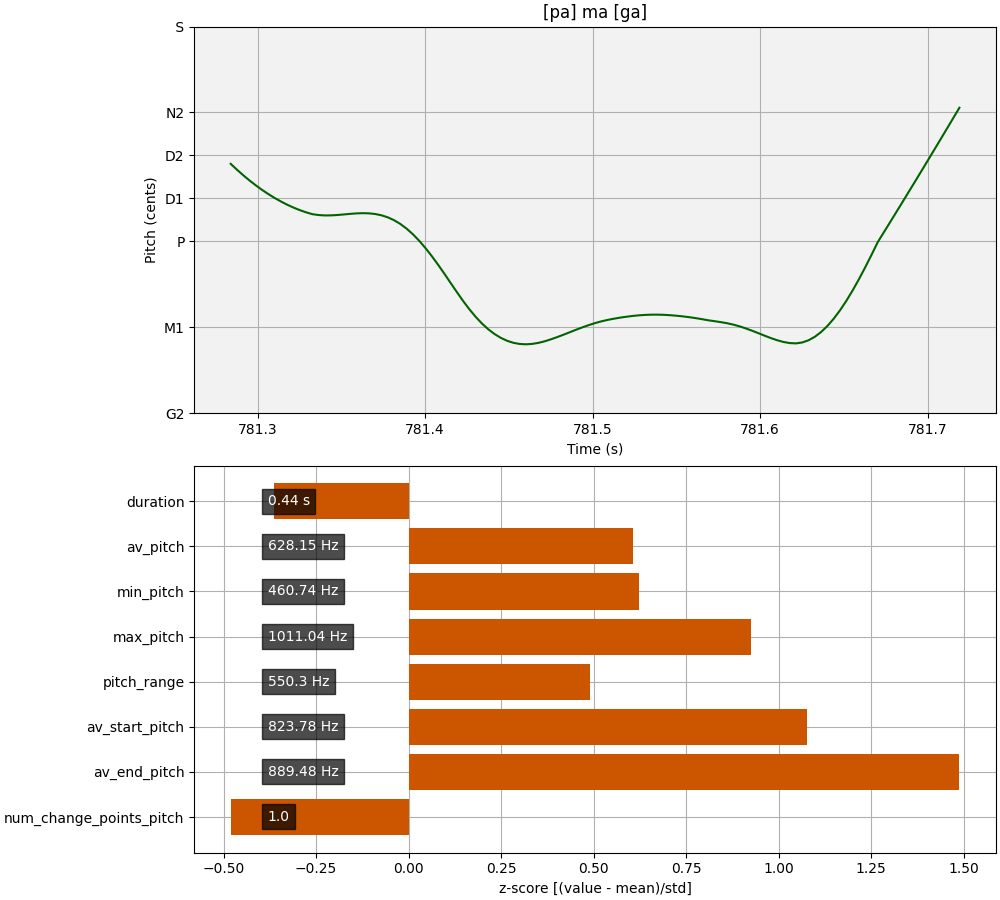 [pa] ma [ga]
S
N2
D2
D1
P
M1
G2
Pitch (cents)
781.3 781.4 781.5 781.6 781.7
Time (s)
duration 0.44 s
av_pitch 628.15 Hz
min_pitch 460.74 Hz
max_pitch 1011.04 Hz
pitch_range 550.3 Hz
av_start_pitch 823.78 Hz
av_end_pitch 889.48 Hz
num_change_points_pitch 1.0
−0.50 −0.25 0.00 0.25 0.50 0.75 1.00 1.25 1.50
z-score [(value - mean)/std]